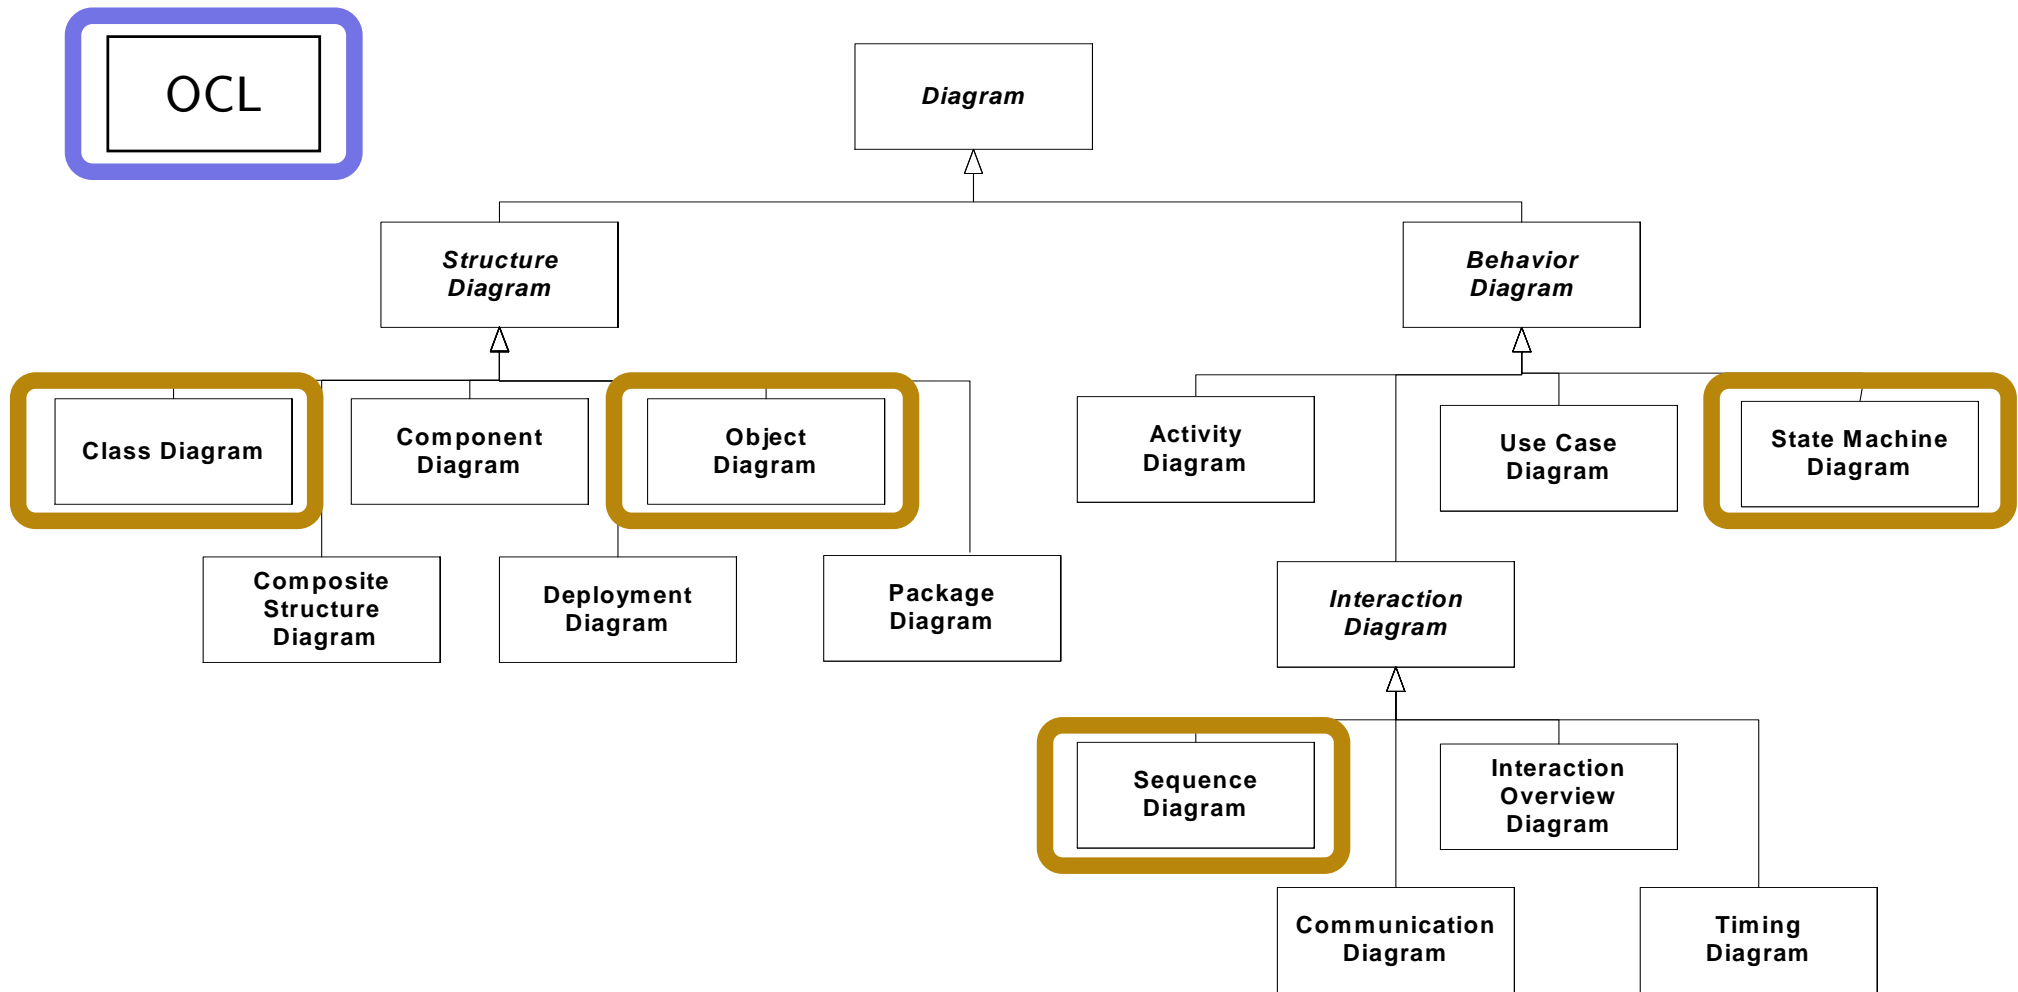 OCL
Diagram
Structure
Diagram
Behavior
Diagram
Class Diagram
Component
Diagram
Object
Diagram
Activity
Diagram
Use Case
Diagram
State Machine
Diagram
Composite
Structure
Diagram
Deployment
Diagram
Package
Diagram
Interaction
Diagram
Sequence
Diagram
Interaction
Overview
Diagram
Communication
Diagram
Timing
Diagram